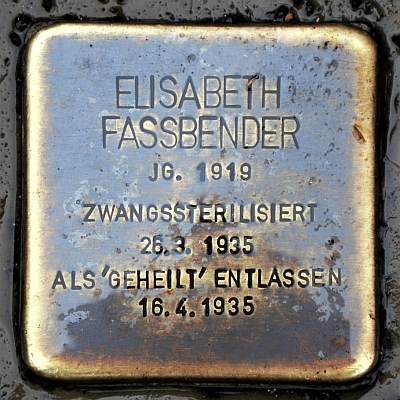 ELISABETH
FASSBENDER
JG. 1919
ZWANGSSTERILISIERT
26.3. 1935
ALS 'GEHEILT' ENTLASSEN
16.4.1935